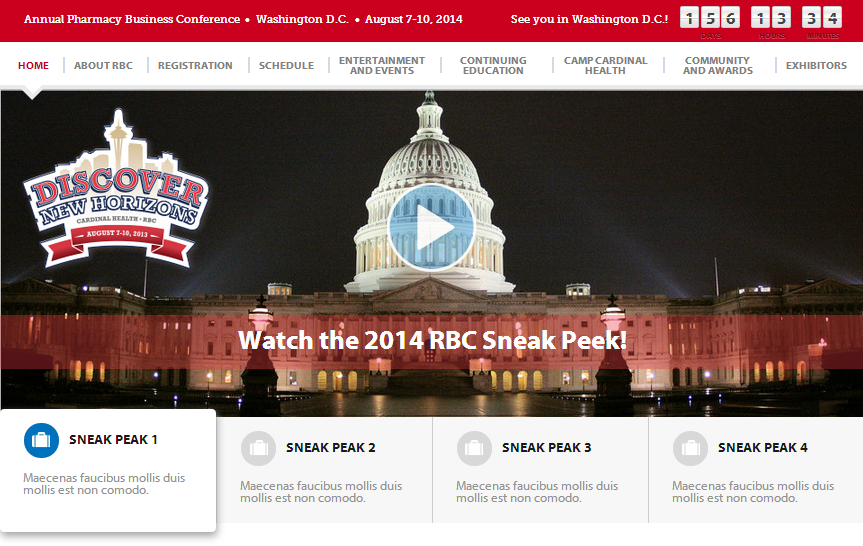 Annual Pharmacy Business Conference • Washington D.C. • August 7-10, 2014
See you in Washington D.C.!
156 13 34
DAYS HOURS MINUTES
HOME
ABOUT RBC
REGISTRATION
SCHEDULE
ENTERTAINMENT
AND EVENTS
CONTINUING
EDUCATION
CAMP CARDINAL
HEALTH
COMMUNITY
AND AWARDS
EXHIBITORS
DISCOVER
NEW HORIZONS
CARDINAL HEALTH • RBC
AUGUST 7-10, 2013
Watch the 2014 RBC Sneak Peek!
SNEAK PEAK 1
Maecenas faucibus mollis duis
mollis est non comodo.
SNEAK PEAK 2
Maecenas faucibus mollis duis
mollis est non comodo.
SNEAK PEAK 3
Maecenas faucibus mollis duis
mollis est non comodo.
SNEAK PEAK 4
Maecenas faucibus mollis duis
mollis est non comodo.